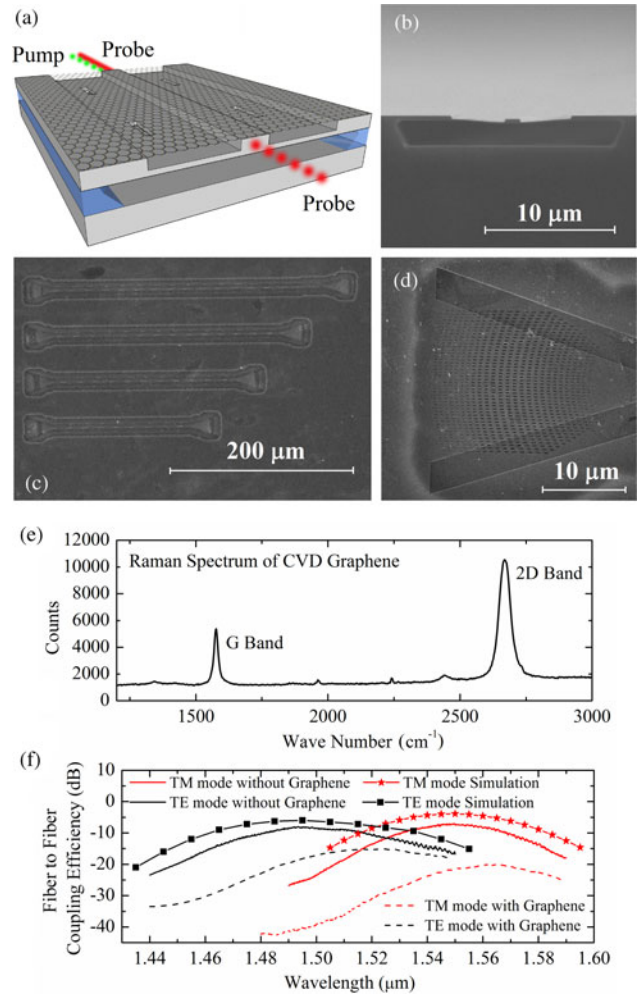 (a)
Pump
Probe
Probe
(b)
10 µm
(c)
200 µm
(d)
10 µm
(e)
Raman Spectrum of CVD Graphene
2D Band
G Band
Counts
12000
10000
8000
6000
4000
2000
0
1500
2000
2500
3000
Wave Number (cm⁻¹)
(f)
Fiber to Fiber
Coupling Efficiency (dB)
10
0
-10
-20
-30
-40
TM mode without Graphene
TM mode Simulation
TE mode without Graphene
TE mode Simulation
TM mode with Graphene
TE mode with Graphene
1.44
1.46
1.48
1.50
1.52
1.54
1.56
1.58
1.60
Wavelength (µm)